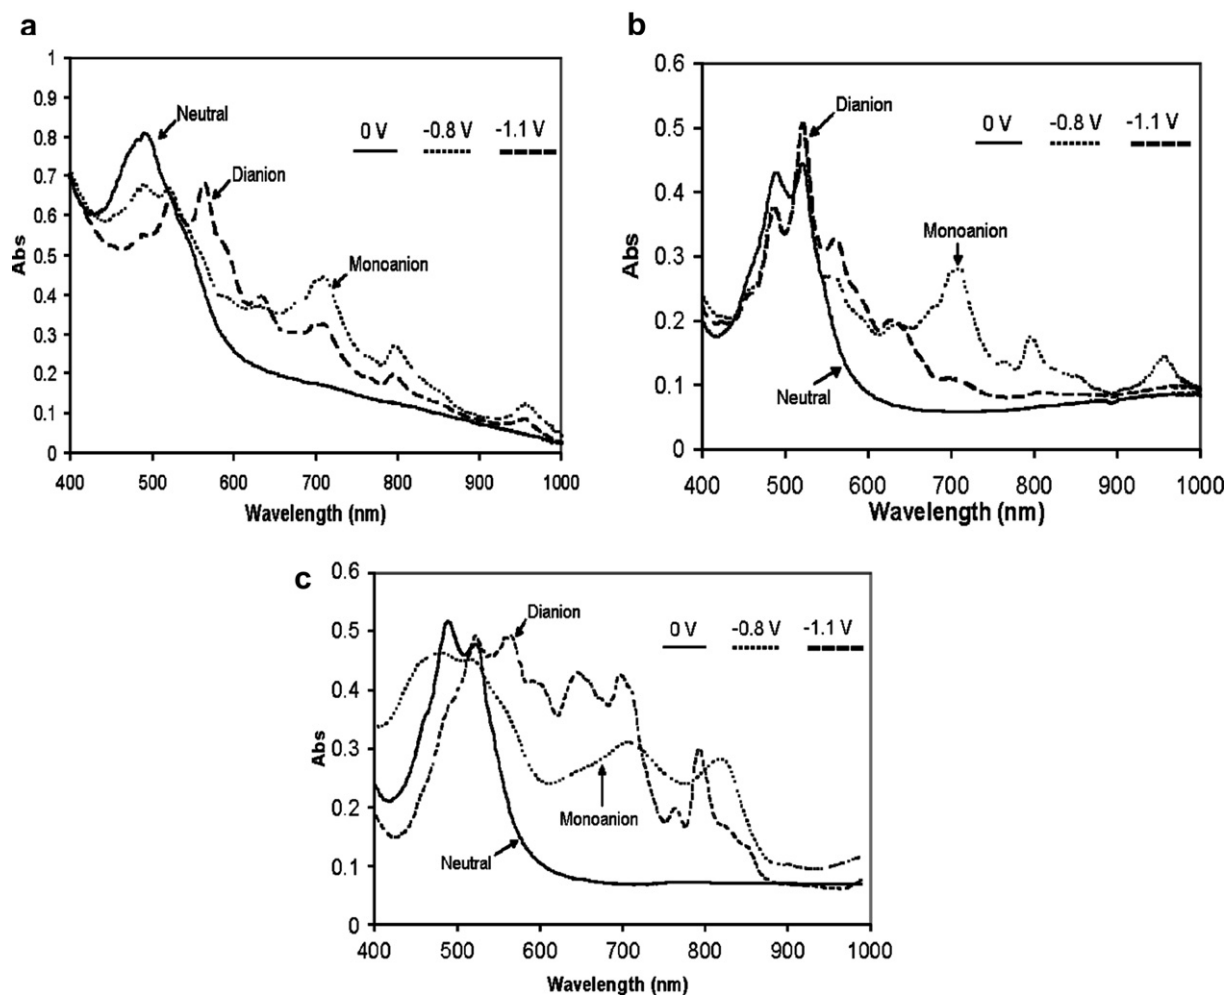 a
1
0.9
0.8
0.7
0.6
0.5
0.4
0.3
0.2
0.1
0
Abs
Neutral
0 V -0.8 V -1.1 V
Dianion
Monoanion
400 500 600 700 800 900 1000
Wavelength (nm)
b
0.6
0.5
0.4
0.3
0.2
0.1
0
Abs
Dianion
0 V -0.8 V -1.1 V
Monoanion
Neutral
400 500 600 700 800 900 1000
Wavelength (nm)
c
0.6
0.5
0.4
0.3
0.2
0.1
0
Abs
Dianion
0 V -0.8 V -1.1 V
Monoanion
Neutral
400 500 600 700 800 900 1000
Wavelength (nm)